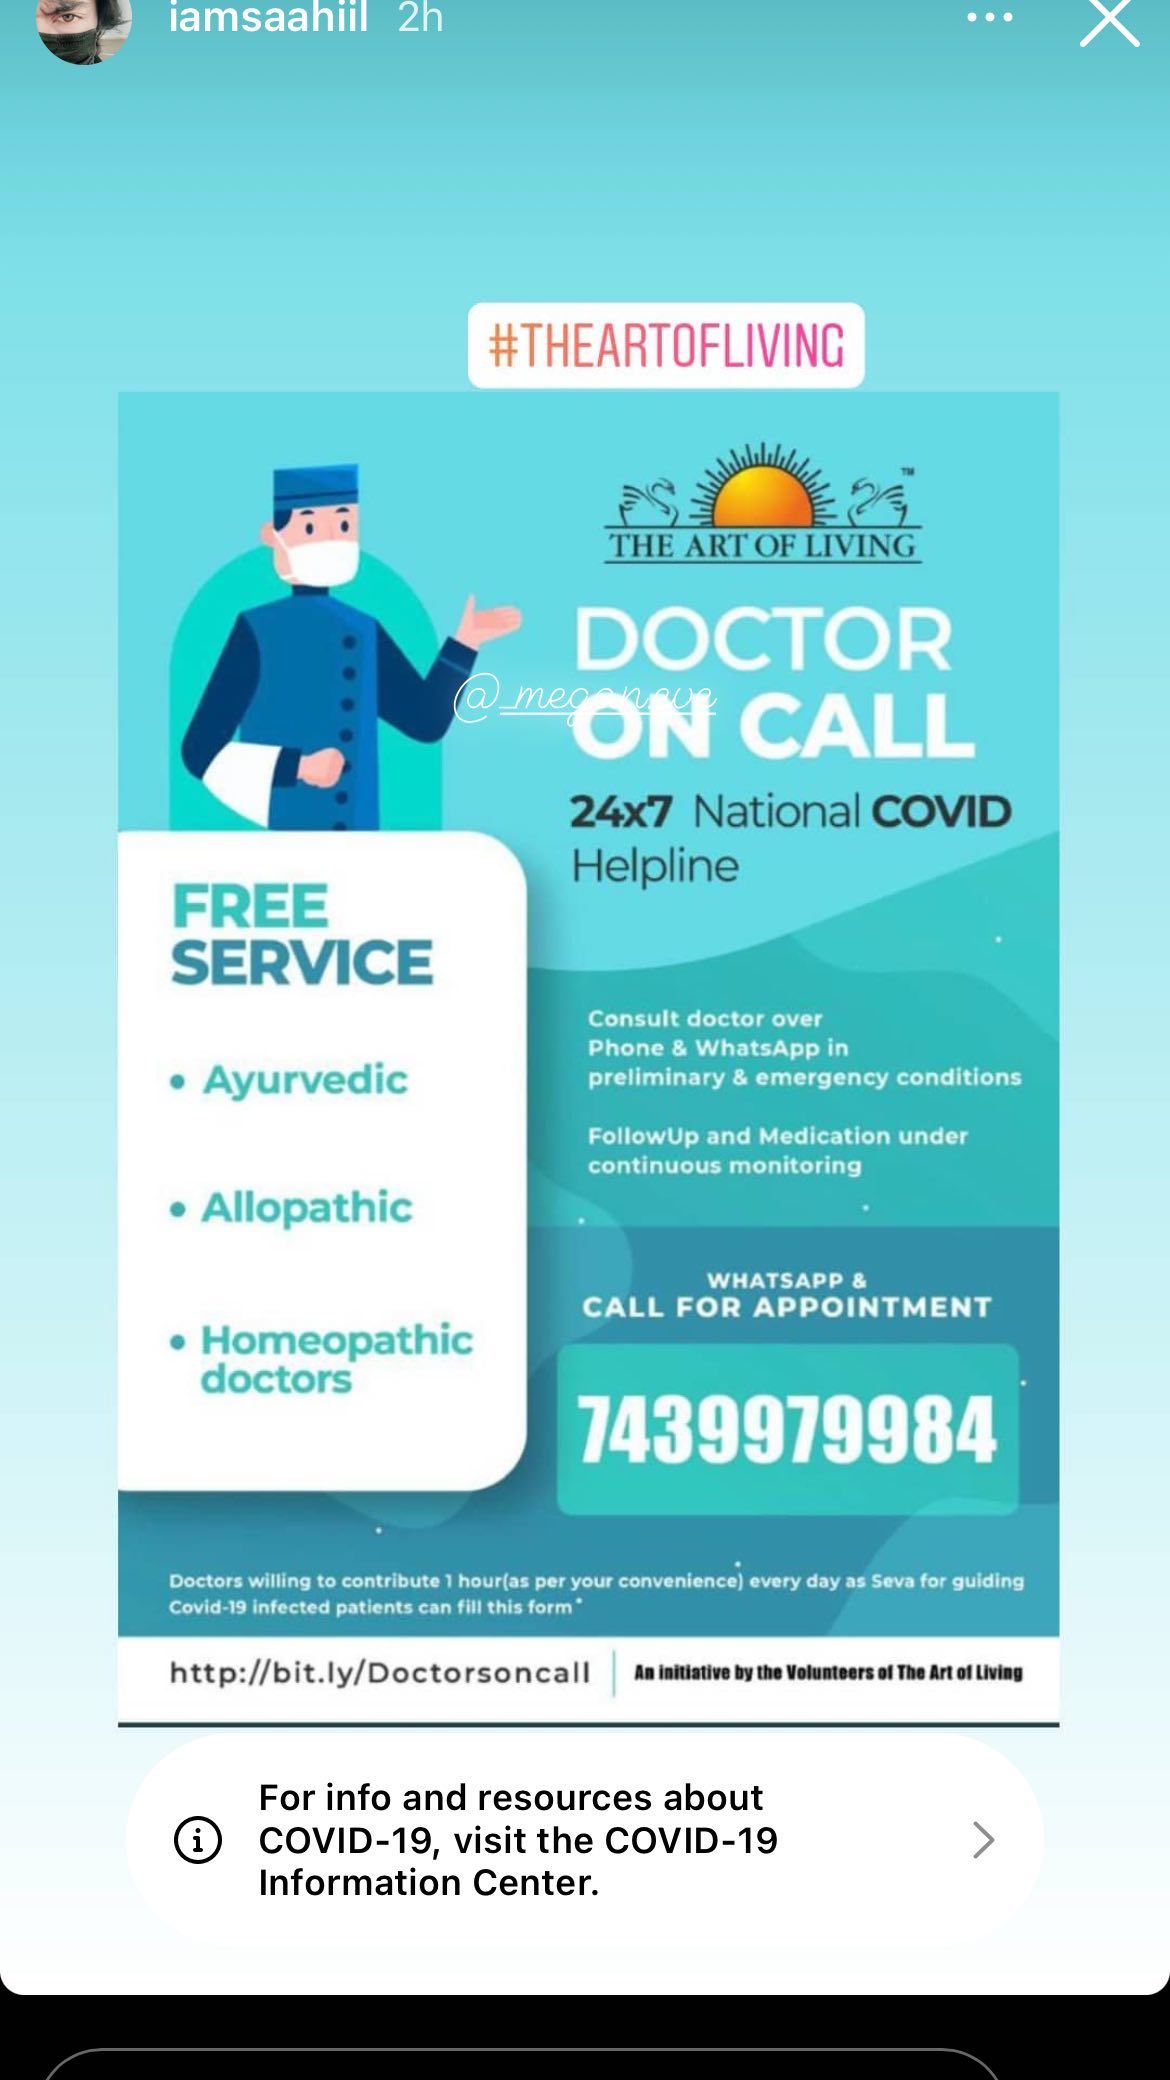 iamsaahiil 2h
#THEARTOFLIVING
THE ART OF LIVING
TM
DOCTOR
@_megan.eve
ON CALL
24x7 National COVID
Helpline
FREE
SERVICE
• Ayurvedic
• Allopathic
• Homeopathic
doctors
Consult doctor over
Phone & WhatsApp in
preliminary & emergency conditions
FollowUp and Medication under
continuous monitoring
WHATSAPP &
CALL FOR APPOINTMENT
7439979984
Doctors willing to contribute 1 hour(as per your convenience) every day as Seva for guiding
Covid-19 infected patients can fill this form*
http://bit.ly/Doctorsoncall
An initiative by the Volunteers of The Art of Living
For info and resources about
COVID-19, visit the COVID-19
Information Center.